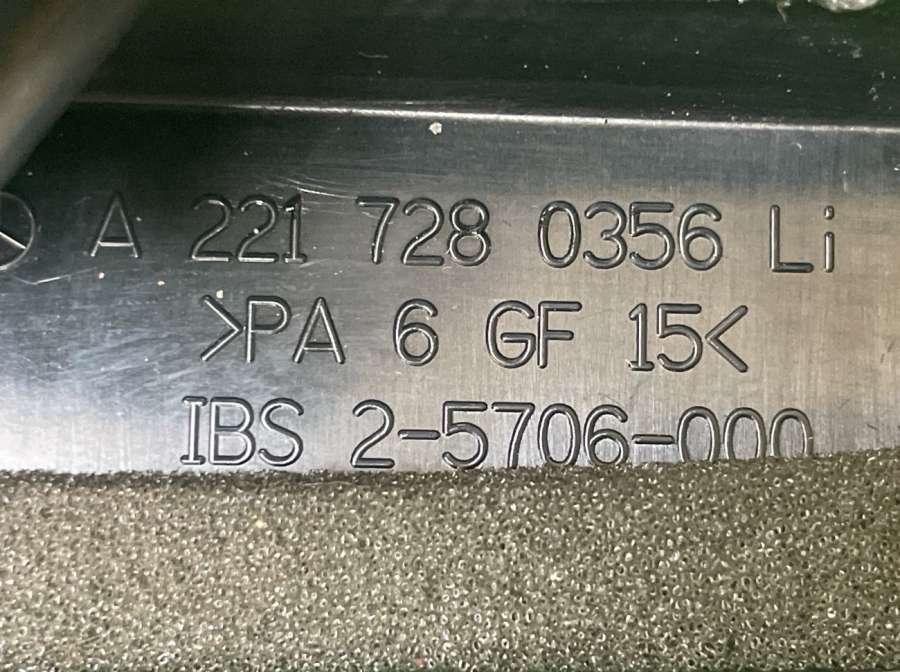 A 221 728 0356 Li
>PA 6 GF 15<
IBS 2-5706-000